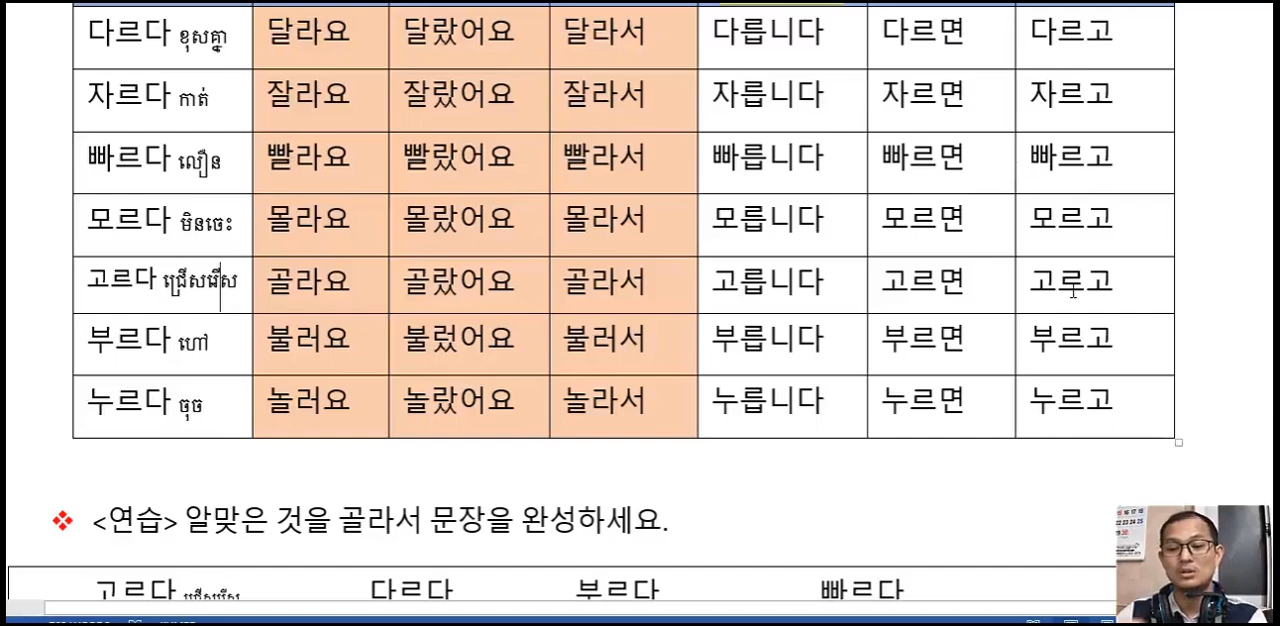 다르다 ខុសគ្នា 달라요 달랐어요 달라서 다릅니다 다르면 다르고
자르다 កាត់ 잘라요 잘랐어요 잘라서 자릅니다 자르면 자르고
빠르다 លឿន 빨라요 빨랐어요 빨라서 빠릅니다 빠르면 빠르고
모르다 មិនចេះ 몰라요 몰랐어요 몰라서 모릅니다 모르면 모르고
고르다 ជ្រើសរើស 골라요 골랐어요 골라서 고릅니다 고르면 고르고
부르다 ហៅ 불러요 불렀어요 불러서 부릅니다 부르면 부르고
누르다 ចុច 놀러요 놀랐어요 놀라서 누릅니다 누르면 누르고
<연습> 알맞은 것을 골라서 문장을 완성하세요.
고르다 ជ្រើសរើស 다르다 부르다 빠르다